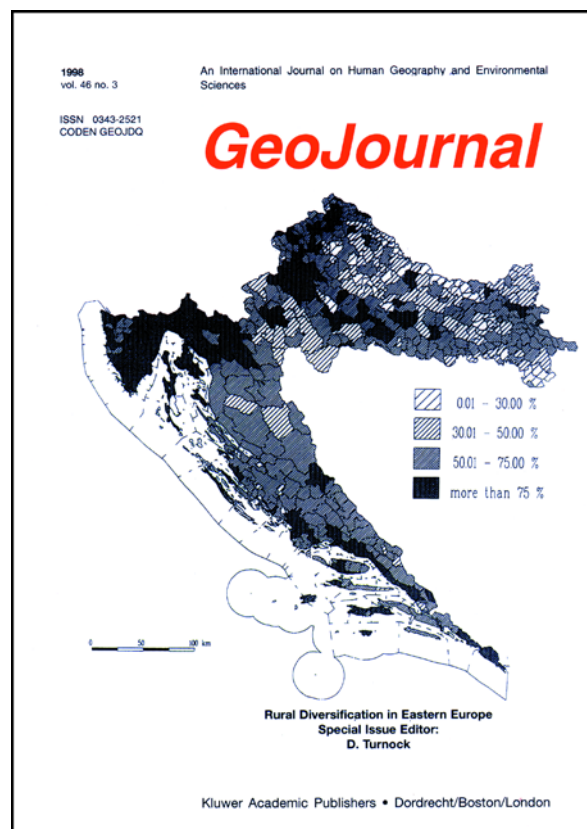 1998
vol. 46 no. 3
An International Journal on Human Geography and Environmental
Sciences
ISSN 0343-2521
CODEN GEOJDQ
GeoJournal
0.01 - 30.00 %
30.01 - 50.00 %
50.01 - 75.00 %
more than 75 %
0 50 100 km
Rural Diversification in Eastern Europe
Special Issue Editor:
D. Turnock
Kluwer Academic Publishers • Dordrecht/Boston/London